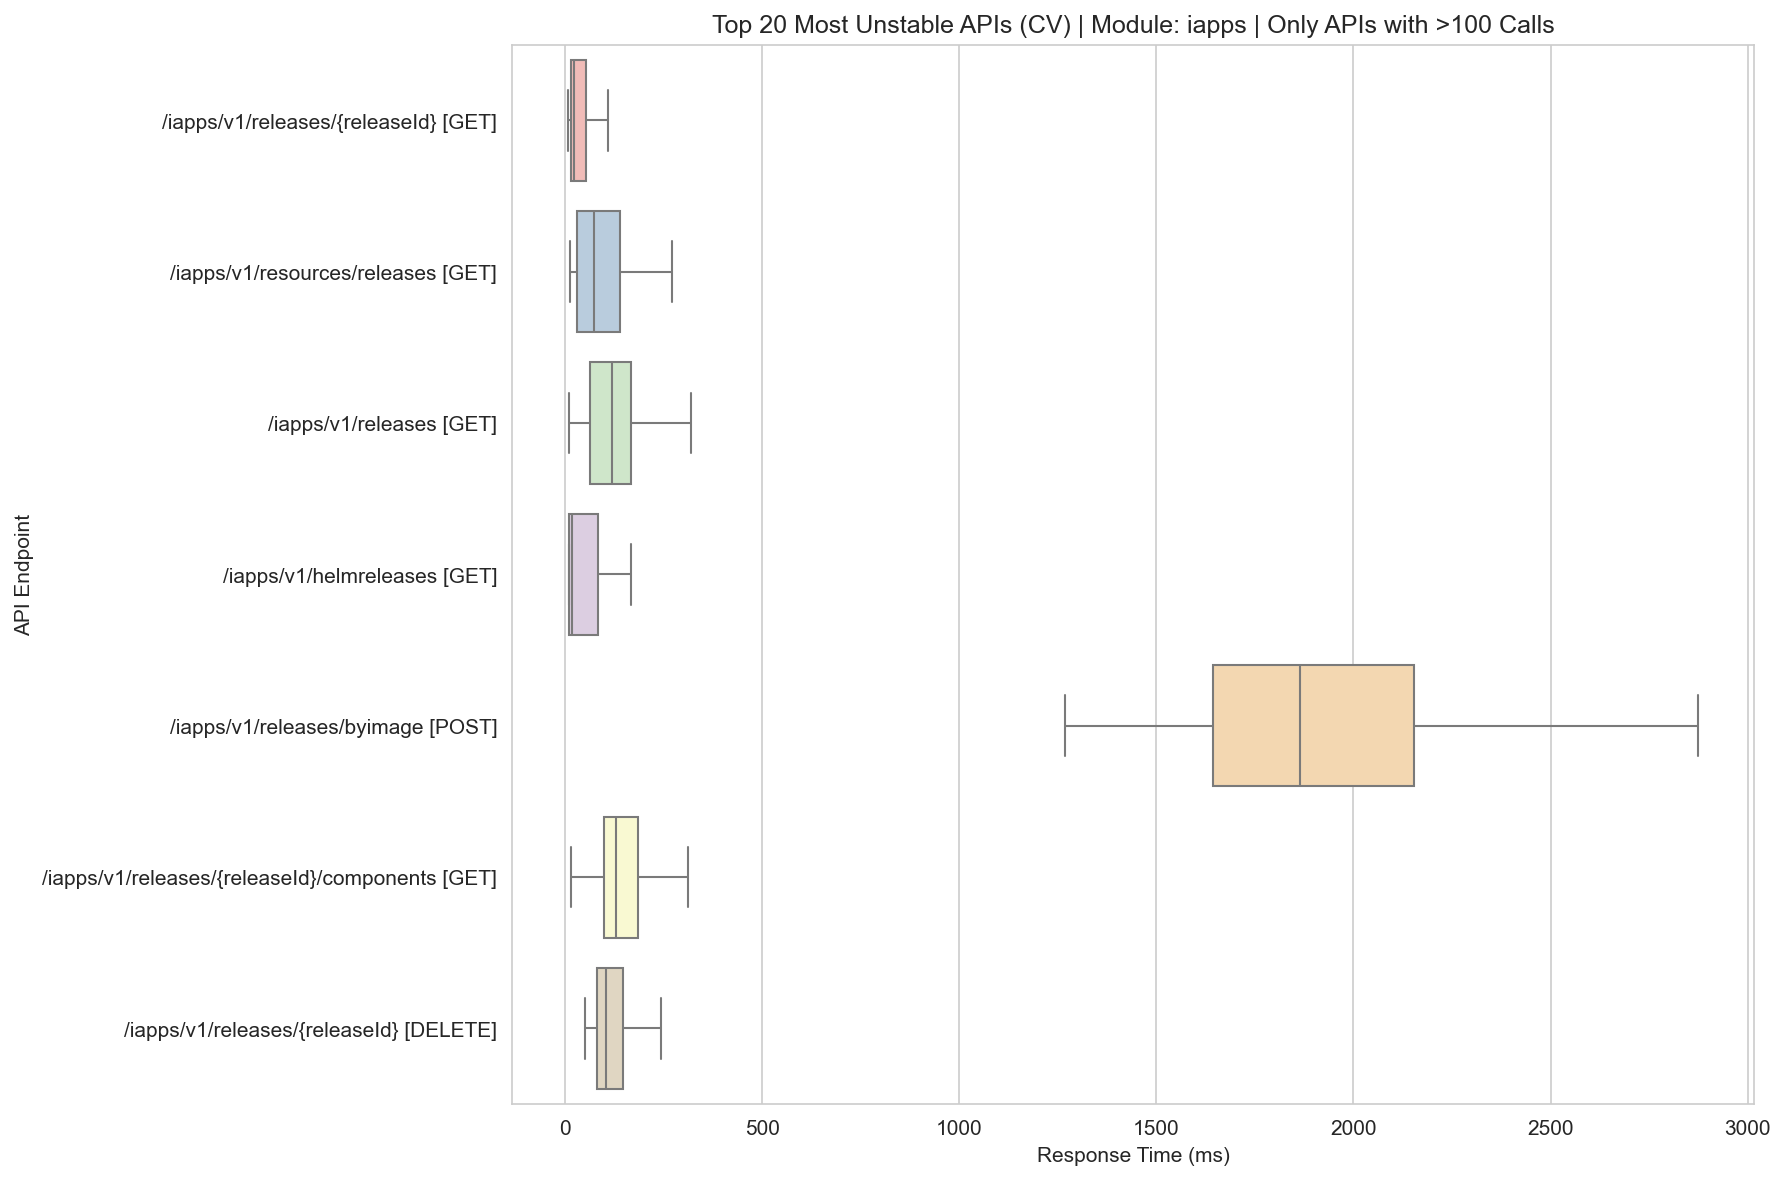 Top 20 Most Unstable APIs (CV) | Module: iapps | Only APIs with >100 Calls
API Endpoint
/iapps/v1/releases/{releaseId} [GET]
/iapps/v1/resources/releases [GET]
/iapps/v1/releases [GET]
/iapps/v1/helmreleases [GET]
/iapps/v1/releases/byimage [POST]
/iapps/v1/releases/{releaseId}/components [GET]
/iapps/v1/releases/{releaseId} [DELETE]
0 500 1000 1500 2000 2500 3000
Response Time (ms)